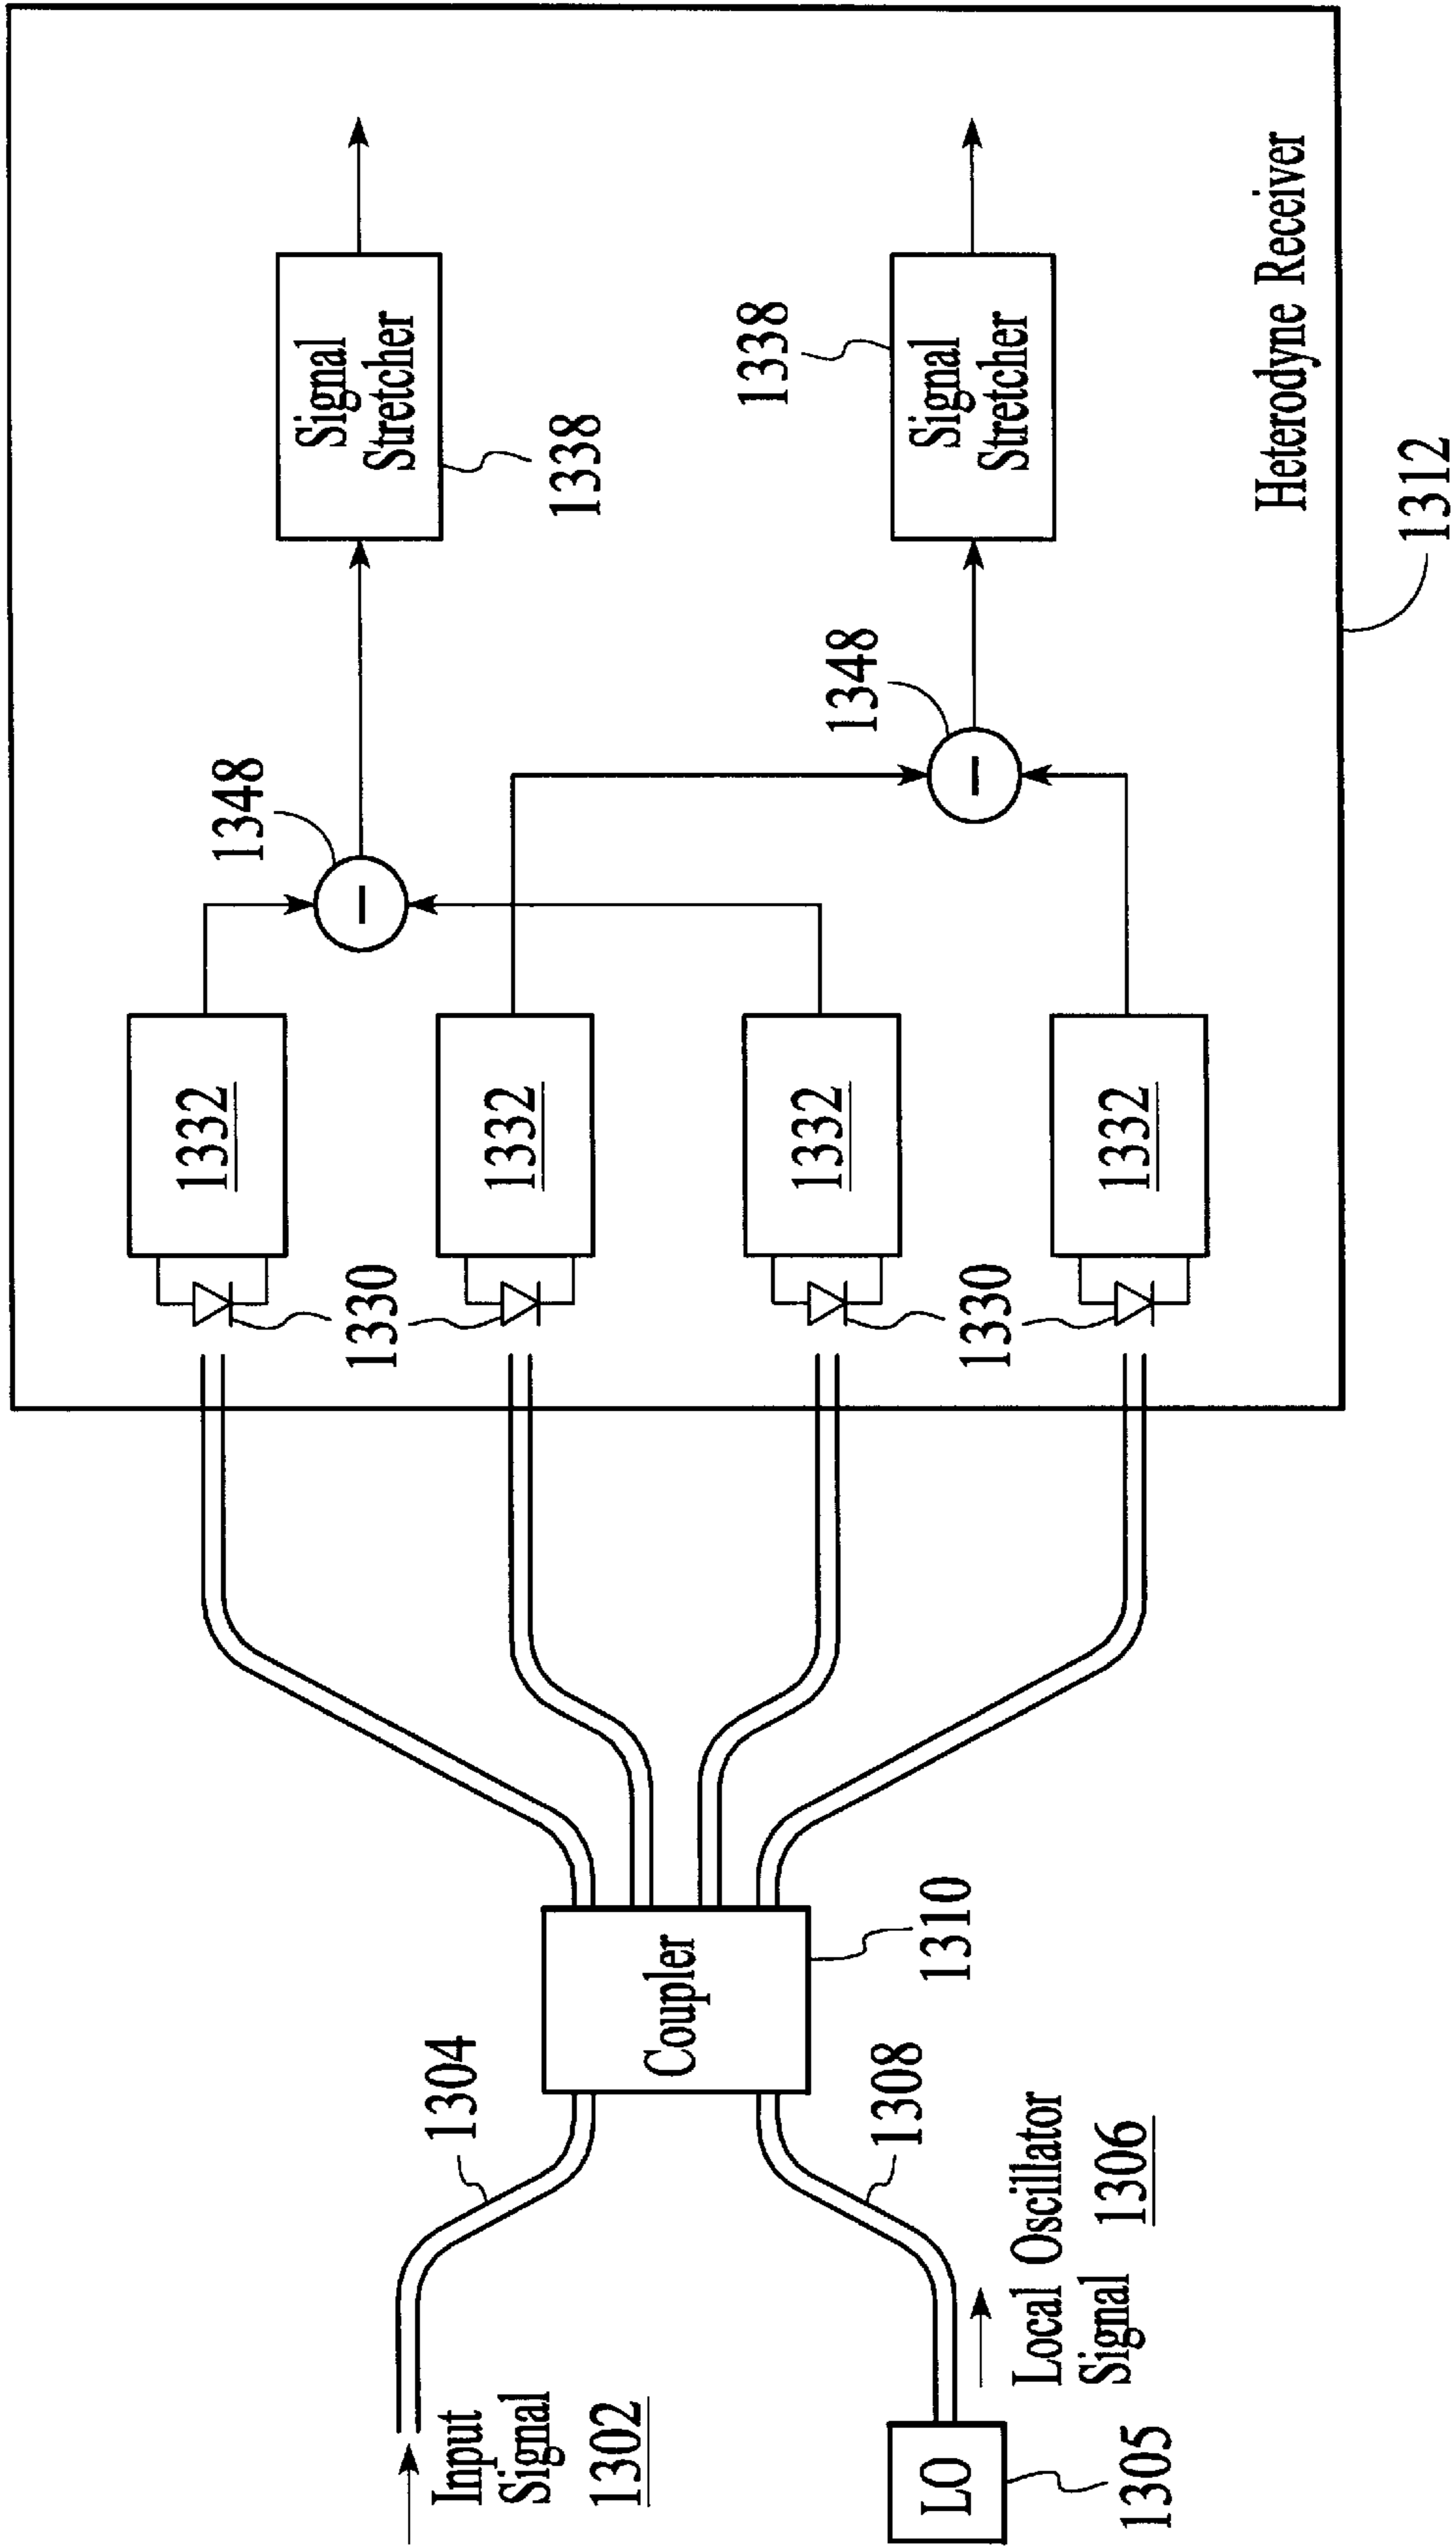 Input
Signal
1302
1304
LO
1305
Local Oscillator
Signal 1306
1308
Coupler
1310
1330
1330
1332
1332
1332
1332
1348
1348
Signal
Stretcher
1338
Signal
Stretcher
1338
Heterodyne Receiver
1312